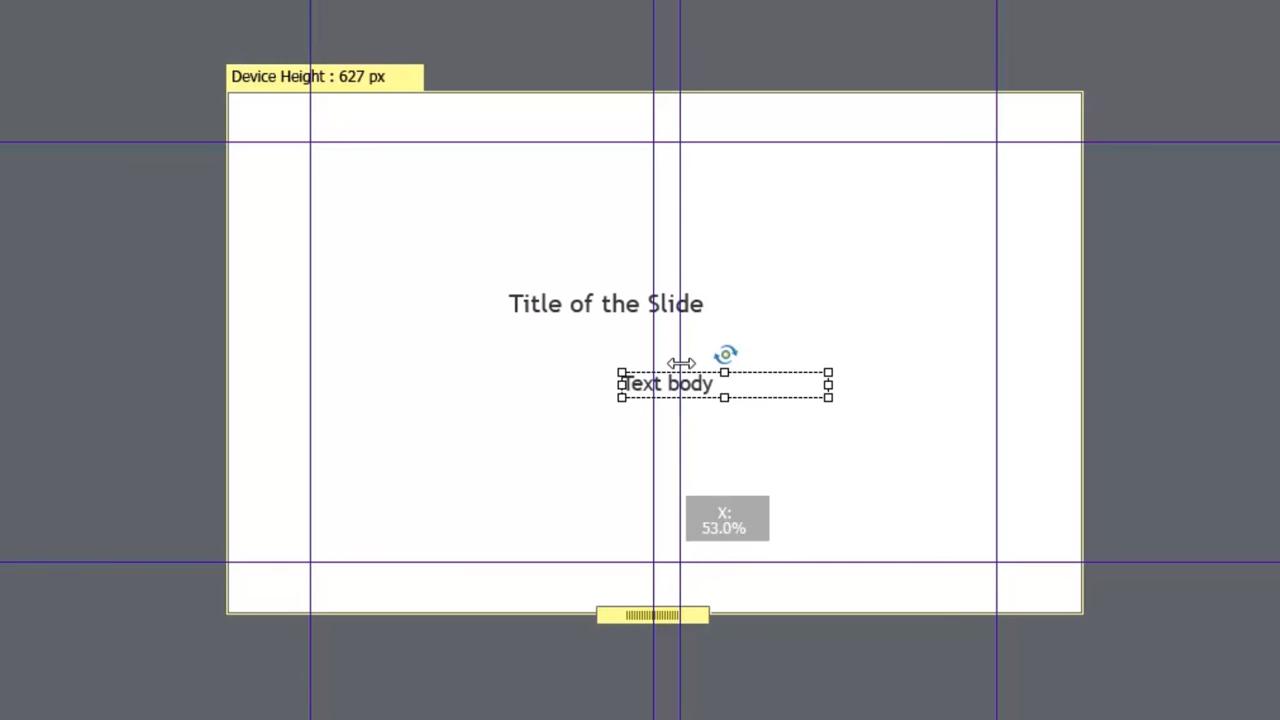 Device Height : 627 px
Title of the Slide
Text body
X:
53.0%